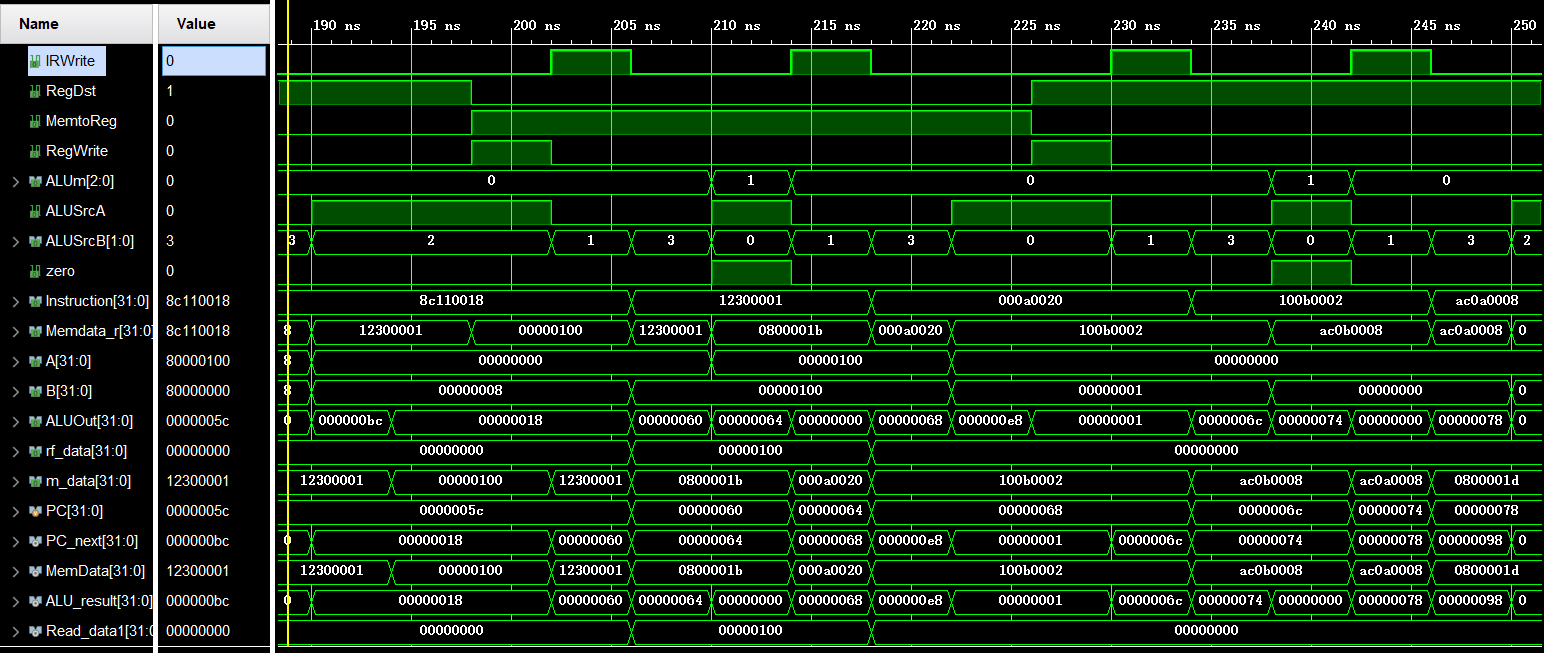 Name Value 190 ns 195 ns 200 ns 205 ns 210 ns 215 ns 220 ns 225 ns 230 ns 235 ns 240 ns 245 ns 250
IRWrite 0
RegDst 1
MemtoReg 0
RegWrite 0
ALUm[2:0] 0 0 1 0 1 0
ALUSrcA 0
ALUSrcB[1:0] 3 3 2 1 3 0 1 3 0 1 3 0 1 3 2
zero 0
Instruction[31:0] 8c110018 8c110018 12300001 000a0020 100b0002 ac0a0008
Memdata_r[31:0] 8c110018 8 12300001 00000100 12300001 0800001b 000a0020 100b0002 ac0b0008 ac0a0008 0
A[31:0] 80000100 8 00000000 00000100 00000000
B[31:0] 80000000 8 00000008 00000100 00000001 00000000 0
ALUOut[31:0] 0000005c 0 000000bc 00000018 00000060 00000064 00000000 00000068 000000e8 00000001 0000006c 00000074 00000000 00000078 0
rf_data[31:0] 00000000 00000000 00000100 00000000
m_data[31:0] 12300001 12300001 00000100 12300001 0800001b 000a0020 100b0002 ac0b0008 ac0a0008 0800001d
PC[31:0] 0000005c 0000005c 00000060 00000064 00000068 0000006c 00000074 00000078
PC_next[31:0] 000000bc 0 00000018 00000060 00000064 00000068 000000e8 00000001 0000006c 00000074 00000078 00000098 0
MemData[31:0] 12300001 12300001 00000100 12300001 0800001b 000a0020 100b0002 ac0b0008 ac0a0008 0800001d
ALU_result[31:0] 000000bc 0 00000018 00000060 00000064 00000000 00000068 000000e8 00000001 0000006c 00000074 00000000 00000078 00000098 0
Read_data1[31:0 00000000 00000000 00000100 00000000